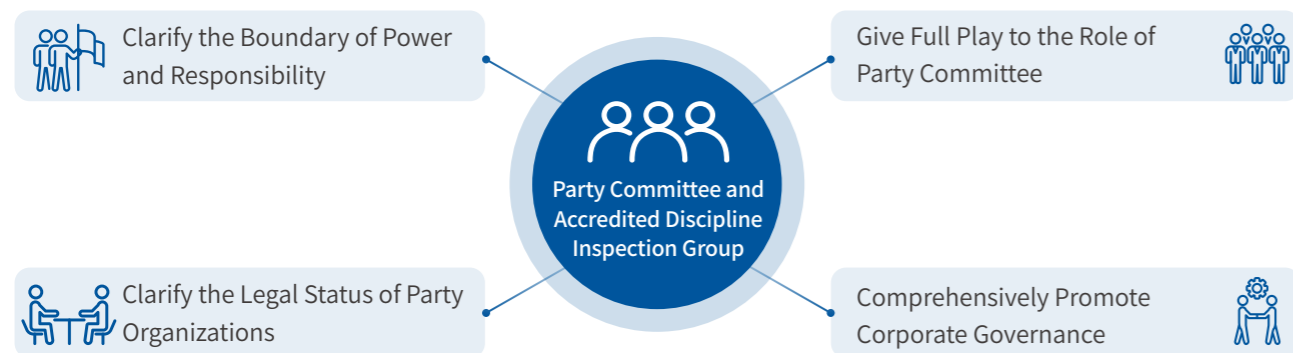 Clarify the Boundary of Power
and Responsibility
Give Full Play to the Role of
Party Committee
Party Committee and
Accredited Discipline
Inspection Group
Clarify the Legal Status of Party
Organizations
Comprehensively Promote
Corporate Governance